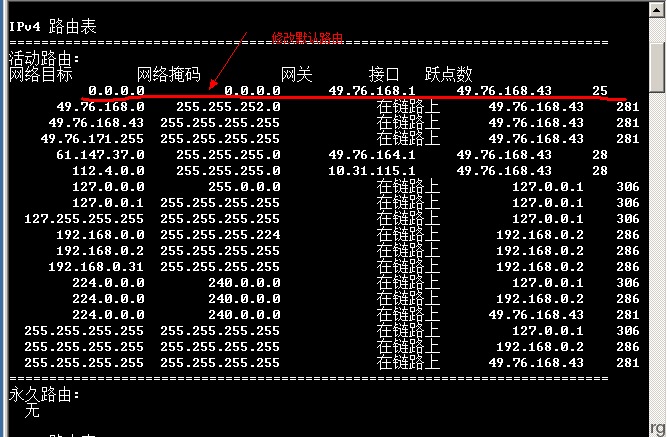 IPv4 路由表
修改默认路由
活动路由:
网络目标 网络掩码 网关 接口 跃点数
0.0.0.0 0.0.0.0 49.76.168.1 49.76.168.43 25
49.76.168.0 255.255.252.0 在链路上 49.76.168.43 281
49.76.168.43 255.255.255.255 在链路上 49.76.168.43 281
49.76.171.255 255.255.255.255 在链路上 49.76.168.43 281
61.147.37.0 255.255.255.0 49.76.164.1 49.76.168.43 28
112.4.0.0 255.255.255.0 10.31.115.1 49.76.168.43 28
127.0.0.0 255.0.0.0 在链路上 127.0.0.1 306
127.0.0.1 255.255.255.255 在链路上 127.0.0.1 306
127.255.255.255 255.255.255.255 在链路上 127.0.0.1 306
192.168.0.0 255.255.255.224 在链路上 192.168.0.2 286
192.168.0.2 255.255.255.255 在链路上 192.168.0.2 286
192.168.0.31 255.255.255.255 在链路上 192.168.0.2 286
224.0.0.0 240.0.0.0 在链路上 127.0.0.1 306
224.0.0.0 240.0.0.0 在链路上 192.168.0.2 286
224.0.0.0 240.0.0.0 在链路上 49.76.168.43 281
255.255.255.255 255.255.255.255 在链路上 127.0.0.1 306
255.255.255.255 255.255.255.255 在链路上 192.168.0.2 286
255.255.255.255 255.255.255.255 在链路上 49.76.168.43 281
永久路由:
无
rg